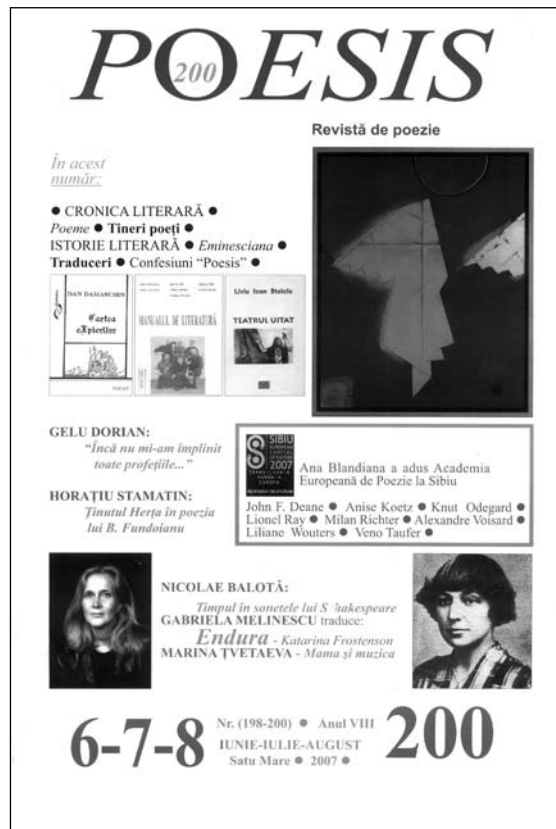 POESIS
200
Revistă de poezie
În acest
număr:
● CRONICA LITERARĂ ●
Poeme ● Tineri poeți ●
ISTORIE LITERARĂ ● Eminesciana ●
Traduceri ● Confesiuni “Poesis” ●
DAN DAMASCHIN
Cartea
eXpierilor
MANUALUL DE LITERATURĂ
Liviu Ioan Stoiciu
TEATRUL UITAT
GELU DORIAN:
“Încă nu mi-am împlinit
toate profețiile...”
HORAȚIU STAMATIN:
Ținutul Herța în poezia
lui B. Fundoianu
SIBIU
2007
Ana Blandiana a adus Academia
Europeană de Poezie la Sibiu
John F. Deane ● Anise Koetz ● Knut Odegard ●
Lionel Ray ● Milan Richter ● Alexandre Voisard ●
Liliane Wouters ● Veno Taufer ●
NICOLAE BALOTĂ:
Timpul în sonetele lui Shakespeare
GABRIELA MELINESCU traduce:
Endura - Katarina Frostenson
MARINA ȚVETAEVA - Mama și muzica
6-7-8
Nr. (198-200) ● Anul VIII
IUNIE-IULIE-AUGUST
Satu Mare ● 2007 ●
200